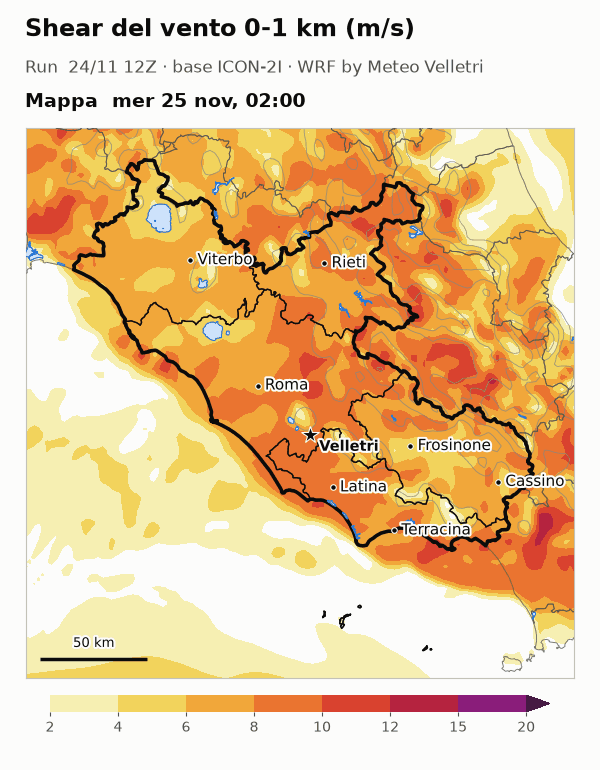 Shear del vento 0-1 km (m/s)
Run  24/11 12Z · base ICON-2I · WRF by Meteo Velletri
Mappa  mer 25 nov, 02:00
Viterbo
Rieti
Roma
Velletri
Frosinone
Cassino
Latina
Terracina
50 km
2 4 6 8 10 12 15 20